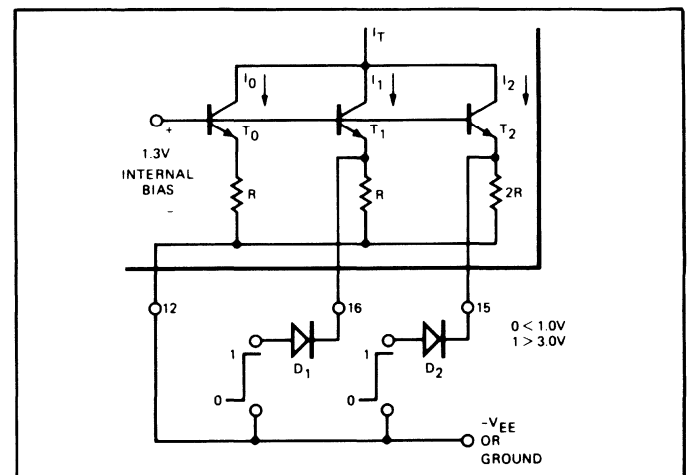 I_T
I_0
I_1
I_2
+
T_0
T_1
T_2
1.3V
INTERNAL
BIAS
–
R
R
2R
12
16
15
0 < 1.0V
1 > 3.0V
1
D_1
1
D_2
0
0
–V_EE
OR
GROUND